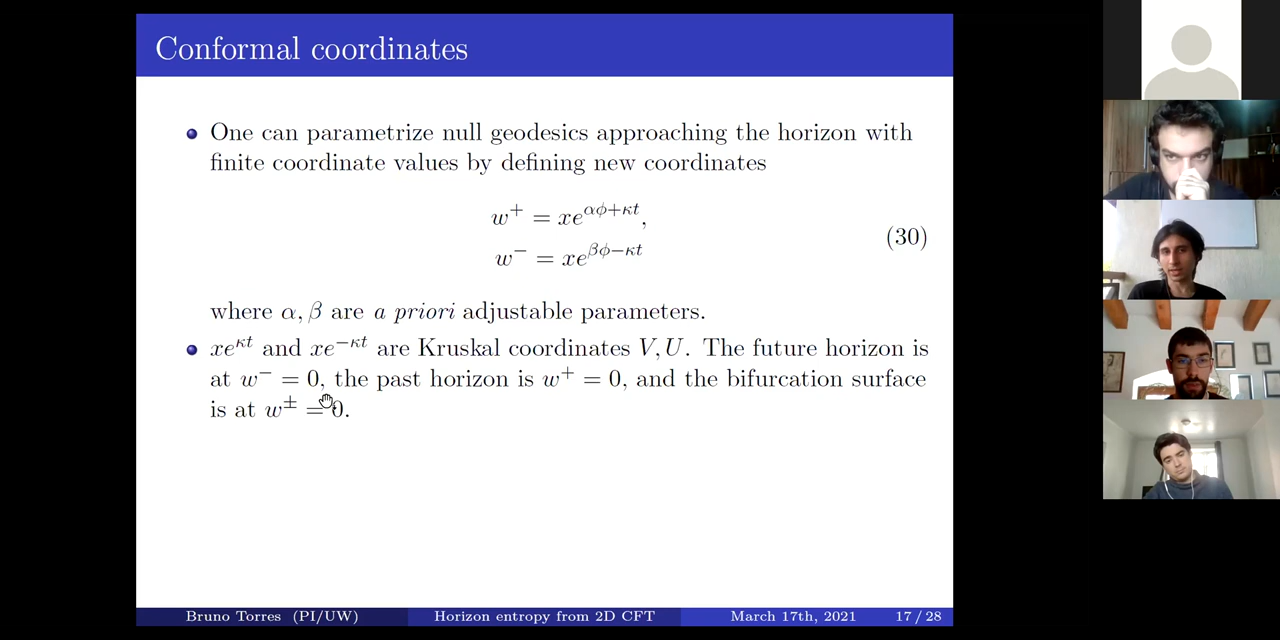 Conformal coordinates
One can parametrize null geodesics approaching the horizon with
finite coordinate values by defining new coordinates
w⁺ = xe^{αϕ+κt},
w⁻ = xe^{βϕ−κt}
(30)
where α, β are a priori adjustable parameters.
xe^{κt} and xe^{−κt} are Kruskal coordinates V, U. The future horizon is
at w⁻ = 0, the past horizon is w⁺ = 0, and the bifurcation surface
is at w^± = 0.
Bruno Torres (PI/UW) Horizon entropy from 2D CFT March 17th, 2021 17 / 28